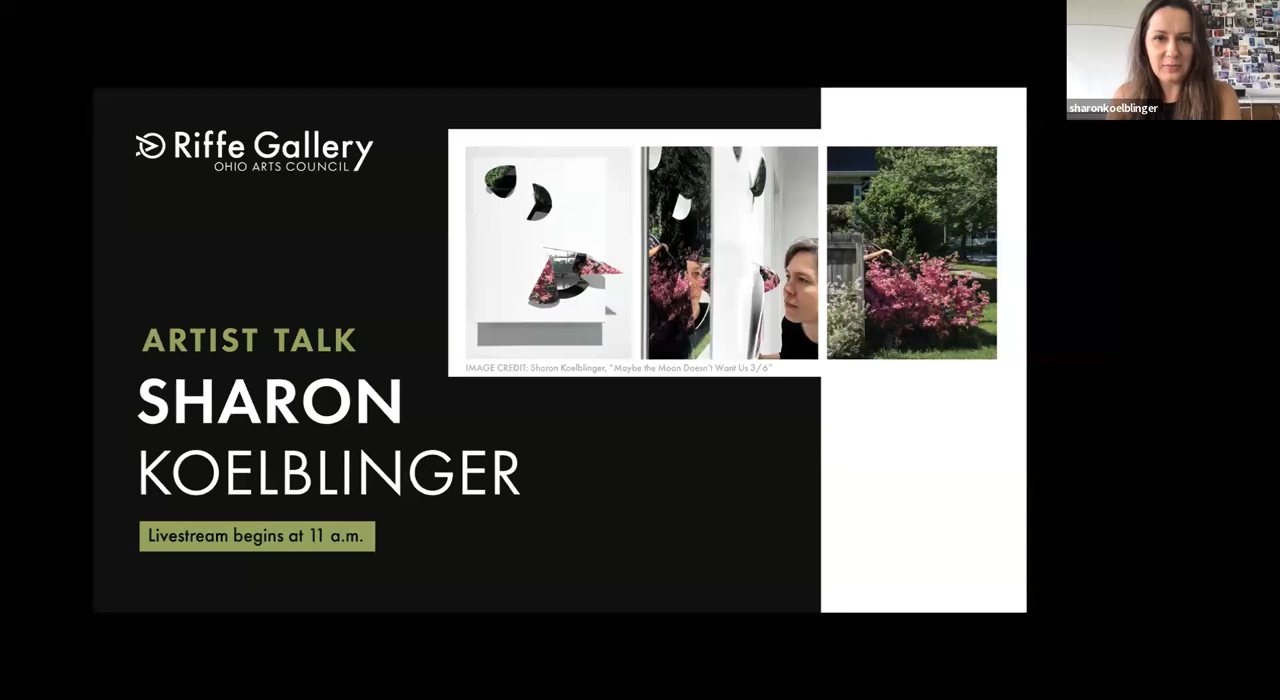 sharonkoelblinger
Riffe Gallery
OHIO ARTS COUNCIL
IMAGE CREDIT: Sharon Koelblinger, "Maybe the Moon Doesn't Want Us 3/6"
ARTIST TALK
SHARON
KOELBLINGER
Livestream begins at 11 a.m.